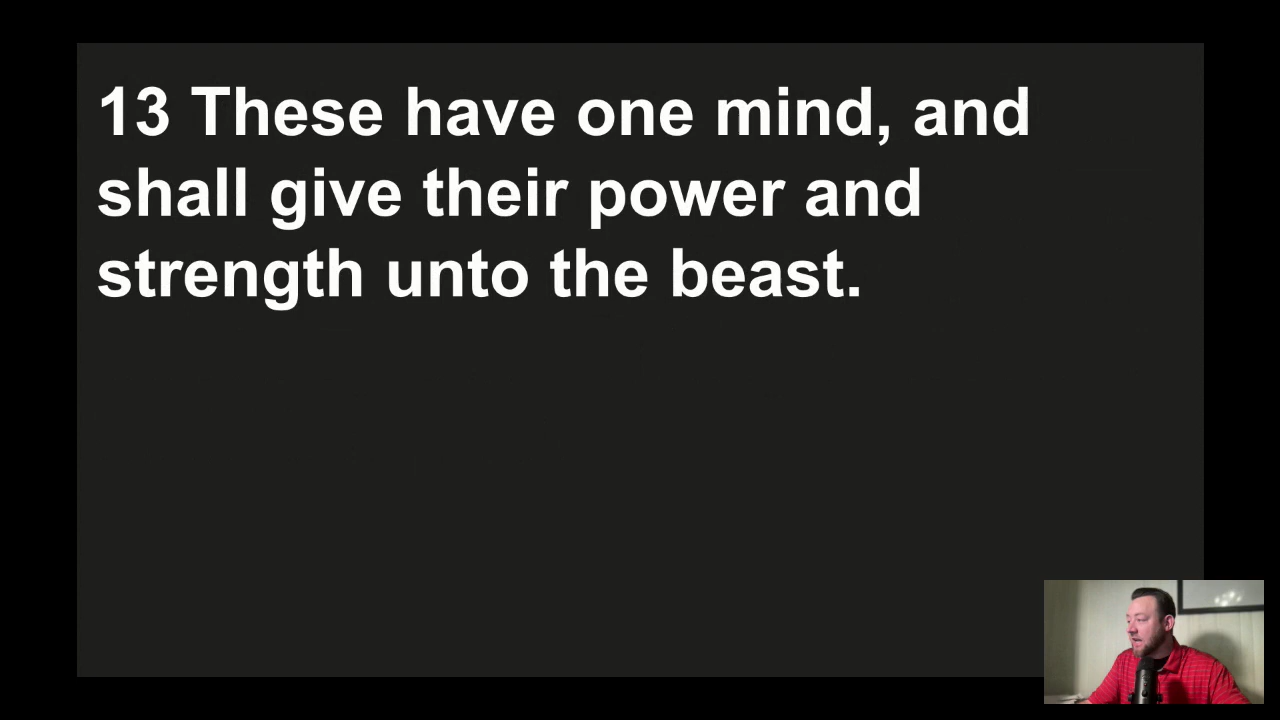 13 These have one mind, and
shall give their power and
strength unto the beast.